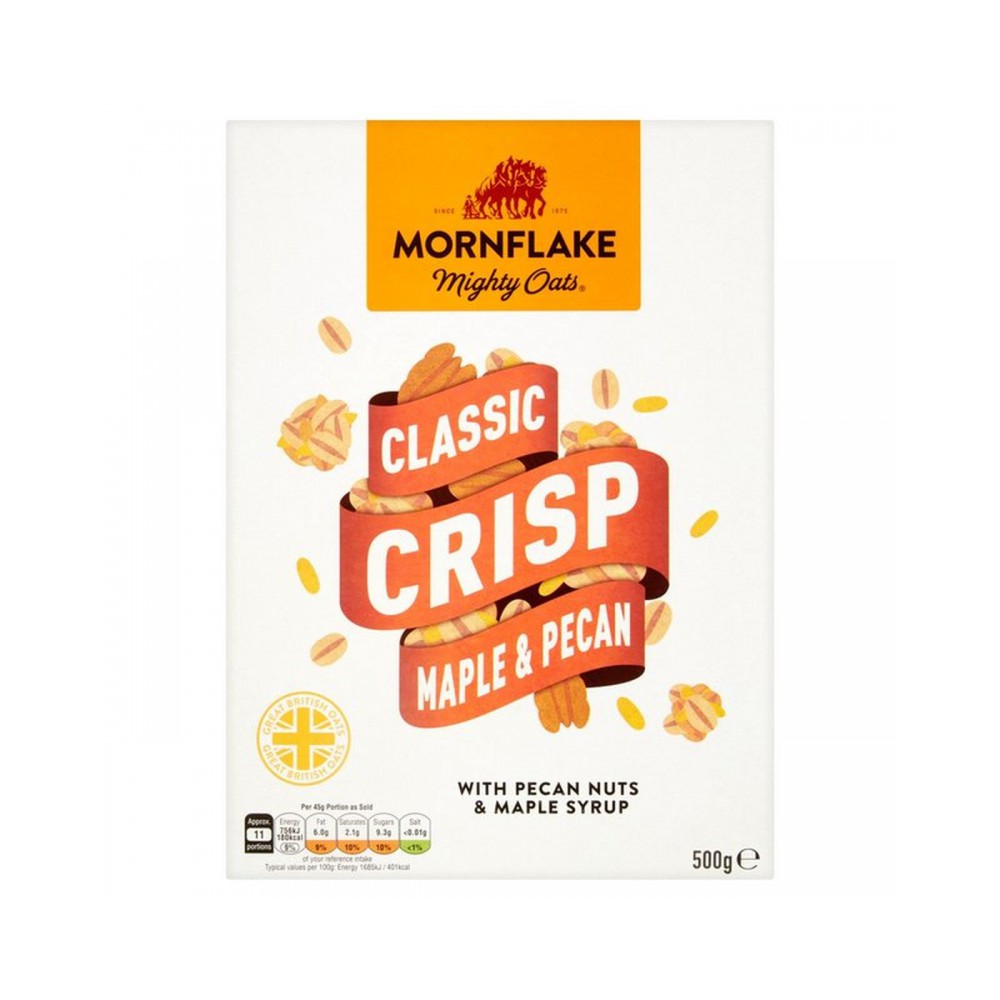 SINCE 1675
MORNFLAKE
Mighty Oats®
CLASSIC
CRISP
MAPLE & PECAN
GREAT BRITISH OATS
GREAT BRITISH OATS
WITH PECAN NUTS
& MAPLE SYRUP
Per 45g Portion as Sold
Approx. 11 portions
Energy 756kJ 180kcal 9%
Fat 6.0g 9%
Saturates 2.1g 10%
Sugars 9.3g 10%
Salt <0.01g <1%
of your reference intake
Typical values per 100g: Energy 1685kJ / 401kcal
500g ℮